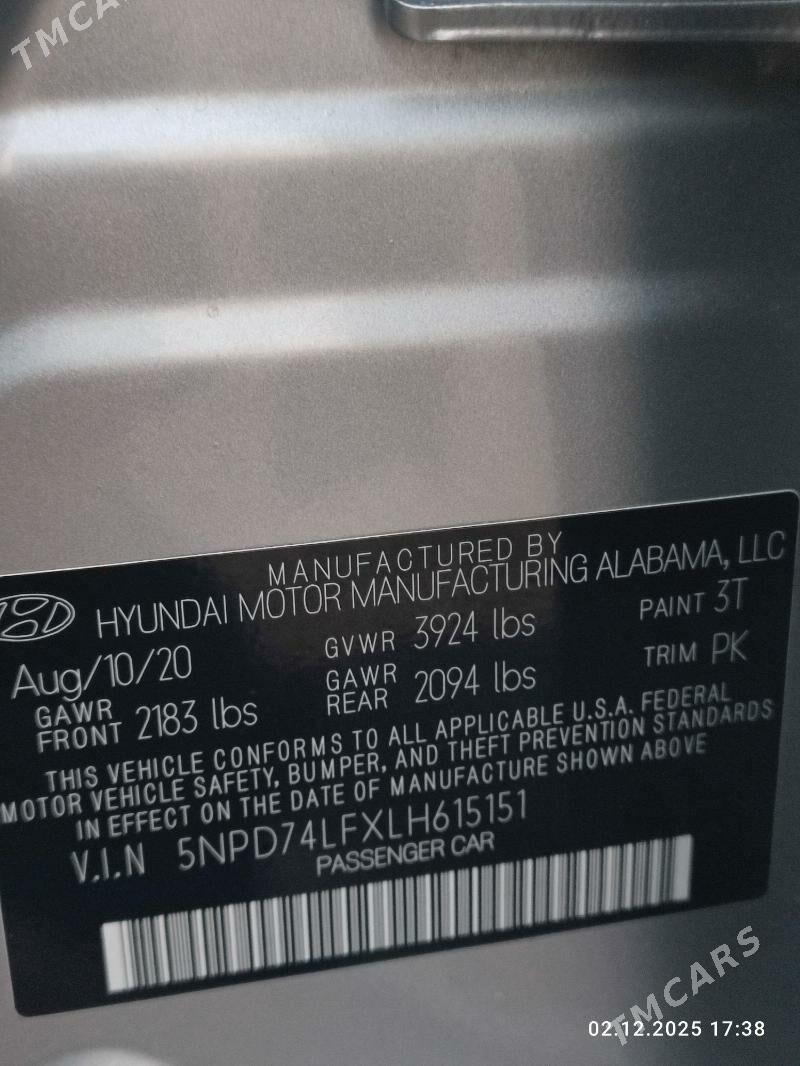 TMCARS
MANUFACTURED BY
HYUNDAI MOTOR MANUFACTURING ALABAMA, LLC
Aug/10/20 GVWR 3924 lbs PAINT 3T
GAWR FRONT 2183 lbs GAWR REAR 2094 lbs TRIM PK
THIS VEHICLE CONFORMS TO ALL APPLICABLE U.S.A. FEDERAL
MOTOR VEHICLE SAFETY, BUMPER, AND THEFT PREVENTION STANDARDS
IN EFFECT ON THE DATE OF MANUFACTURE SHOWN ABOVE
V.I.N 5NPD74LFXLH615151
PASSENGER CAR
TMCARS
02.12.2025 17:38